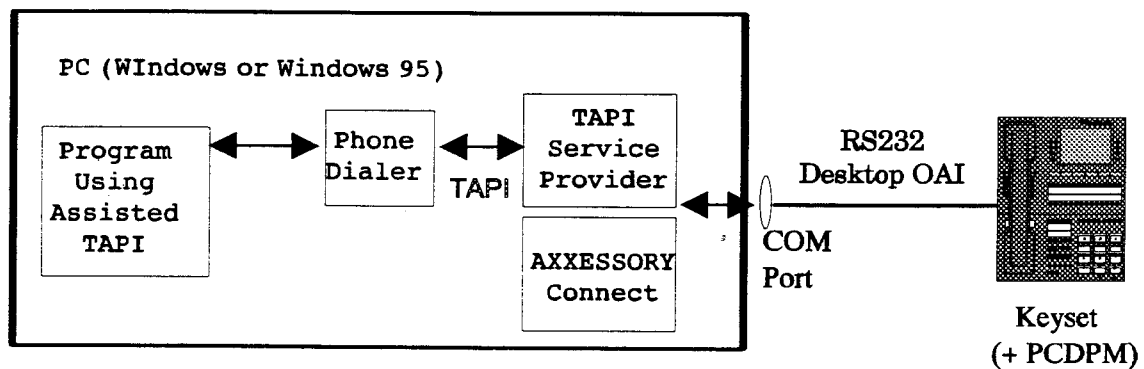 PC (WIndows or Windows 95)
Program
Using
Assisted
TAPI
Phone
Dialer
TAPI
TAPI
Service
Provider
AXXESSORY
Connect
RS232
Desktop OAI
COM
Port
Keyset
(+ PCDPM)